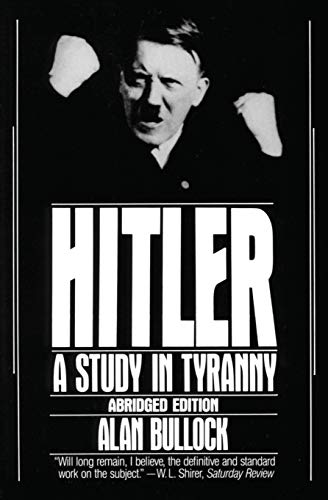 HITLER
A STUDY IN TYRANNY
ABRIDGED EDITION
ALAN BULLOCK
"Will long remain, I believe, the definitive and standard
work on the subject." —W. L. Shirer, Saturday Review